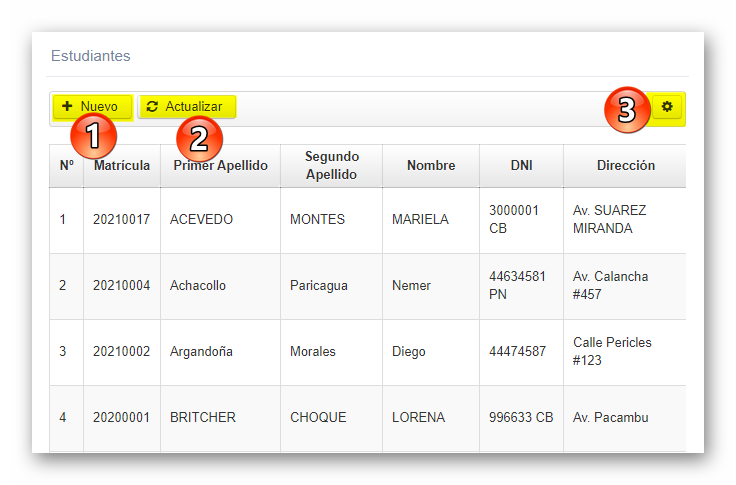 Estudiantes
Nuevo Actualizar
1 2 3
Nº Matrícula Primer Apellido Segundo Apellido Nombre DNI Dirección
1 20210017 ACEVEDO MONTES MARIELA 3000001 CB Av. SUAREZ MIRANDA
2 20210004 Achacollo Paricagua Nemer 44634581 PN Av. Calancha #457
3 20210002 Argandoña Morales Diego 44474587 Calle Pericles #123
4 20200001 BRITCHER CHOQUE LORENA 996633 CB Av. Pacambu